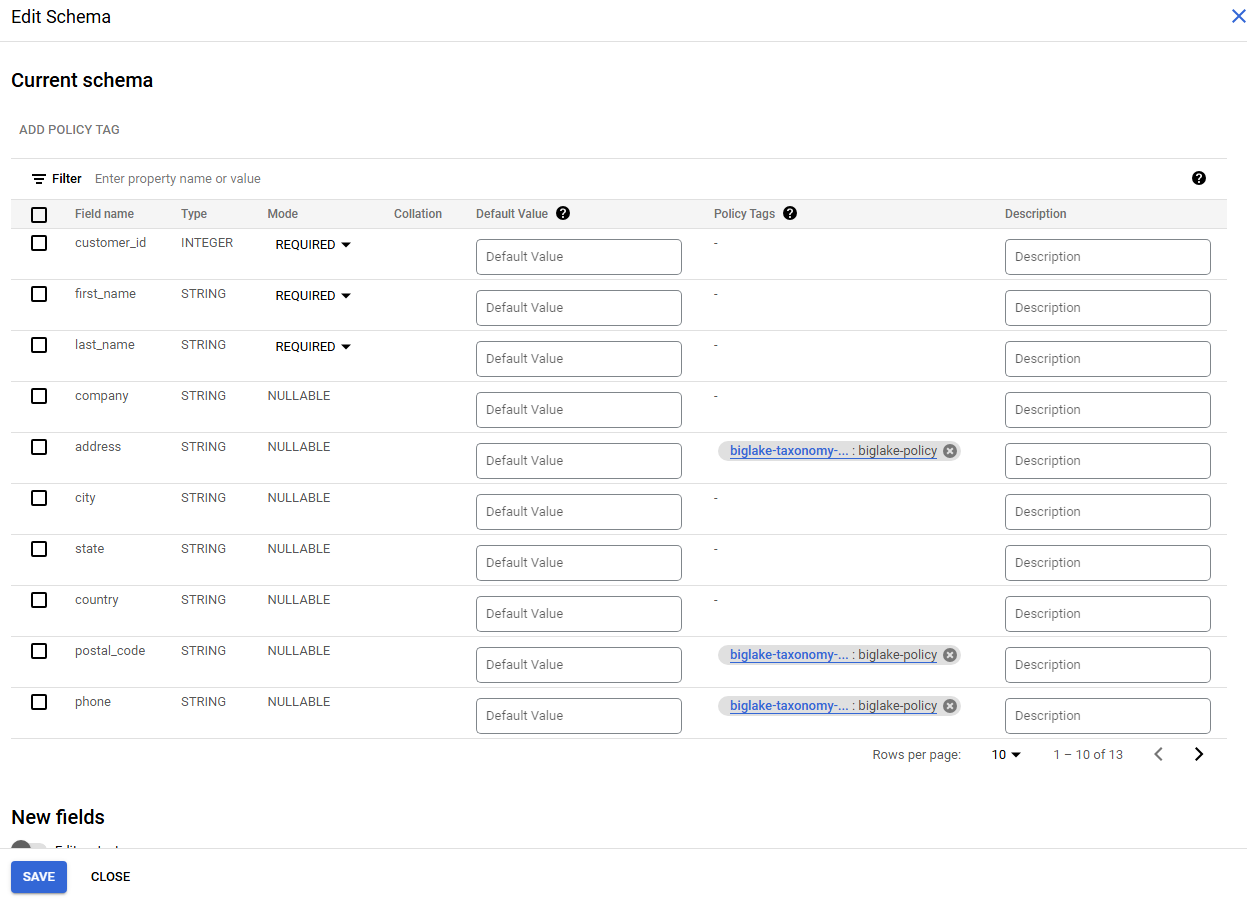 Edit Schema
Current schema
ADD POLICY TAG
Filter Enter property name or value
Field name Type Mode Collation Default Value Policy Tags Description
customer_id INTEGER REQUIRED Default Value - Description
first_name STRING REQUIRED Default Value - Description
last_name STRING REQUIRED Default Value - Description
company STRING NULLABLE Default Value - Description
address STRING NULLABLE Default Value biglake-taxonomy-... : biglake-policy Description
city STRING NULLABLE Default Value - Description
state STRING NULLABLE Default Value - Description
country STRING NULLABLE Default Value - Description
postal_code STRING NULLABLE Default Value biglake-taxonomy-... : biglake-policy Description
phone STRING NULLABLE Default Value biglake-taxonomy-... : biglake-policy Description
Rows per page: 10 1 – 10 of 13
New fields
SAVE CLOSE